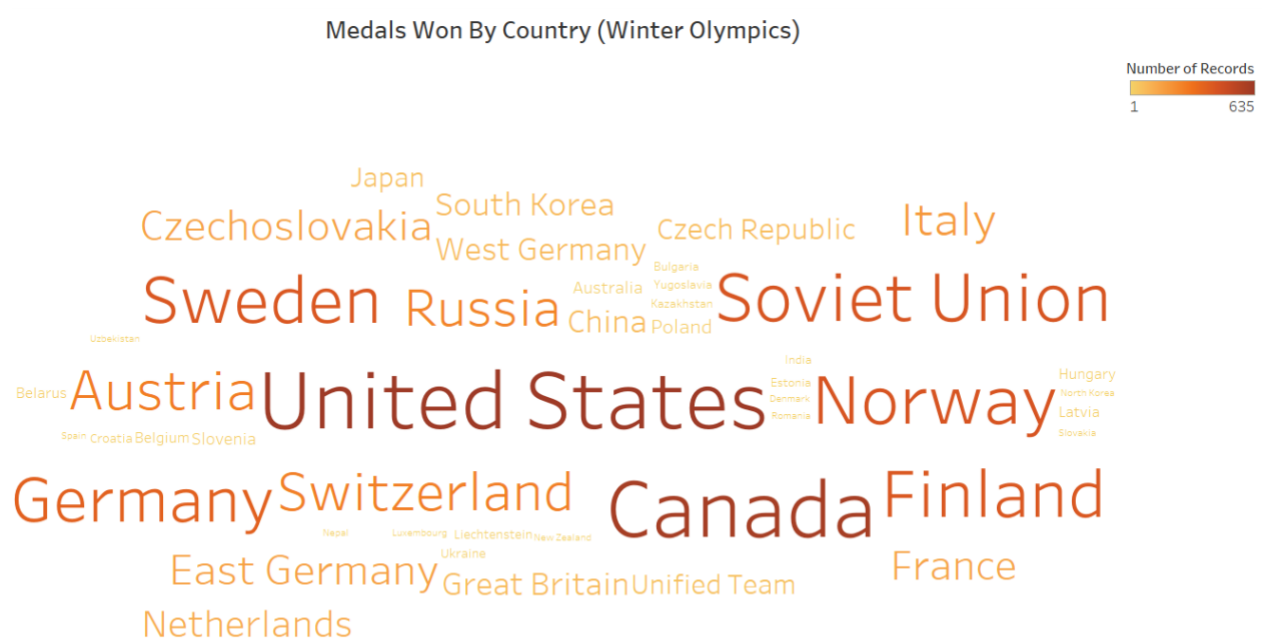 Medals Won By Country (Winter Olympics)
Number of Records
1 635
Japan
South Korea
Czechoslovakia
Italy
Czech Republic
West Germany
Bulgaria
Australia
Yugoslavia
Sweden
Russia
Soviet Union
Kazakhstan
China
Poland
Uzbekistan
India
Belarus
Austria
United States
Estonia
Denmark
Romania
Norway
Hungary
North Korea
Latvia
Slovakia
Spain
Croatia
Belgium
Slovenia
Germany
Switzerland
Canada
Finland
Nepal
Luxembourg
Liechtenstein
New Zealand
Ukraine
East Germany
Great Britain
Unified Team
France
Netherlands